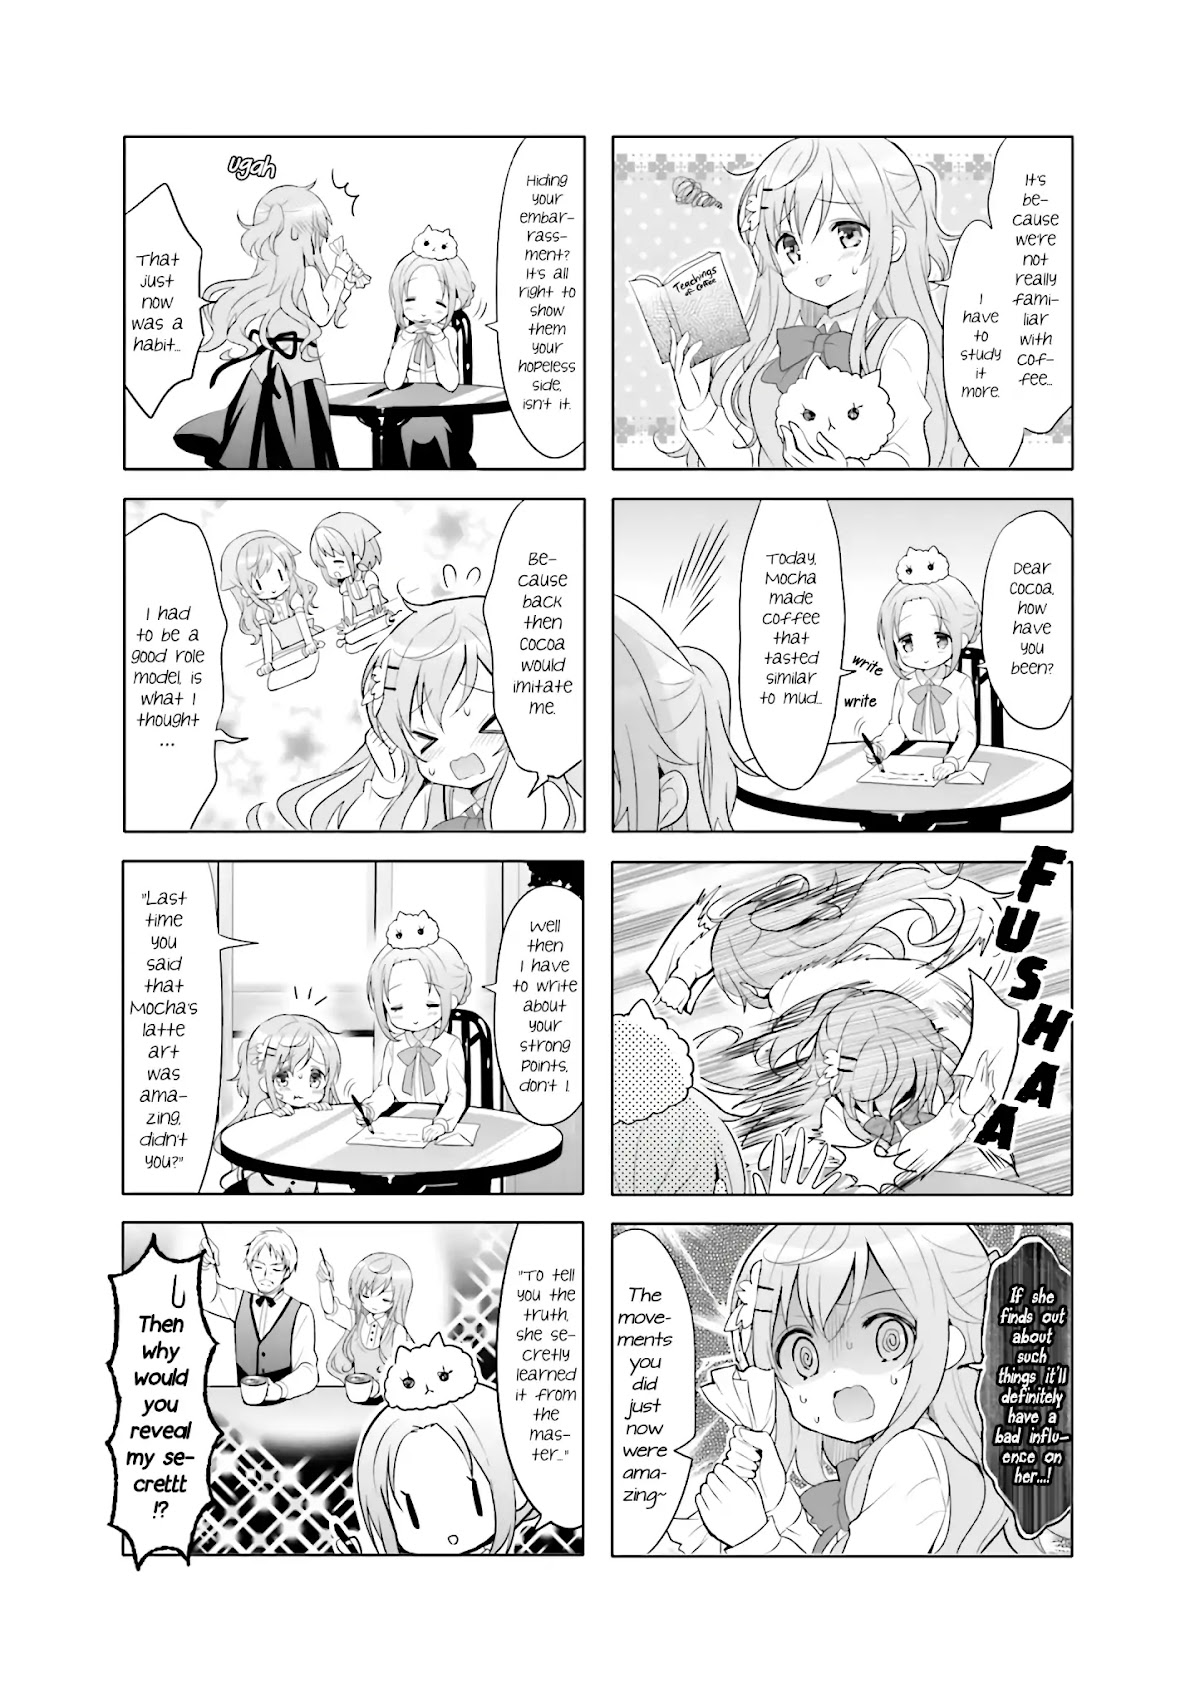 It's
be-
cause
we're
not
really
fami-
liar
with
cof-
fee...
I
have
to
study
it
more.
Teachings
of Coffee
Dear
Cocoa,
how
have
you
been?
Today,
Mocha
made
coffee
that
tasted
similar
to mud...
write
write
FUSHAA
If she
finds out
about
such
things it'll
definitely
have a
bad influ-
ence on
her....!
The
move-
ments
you
did
just
now
were
ama-
zing~
Hiding
your
embar-
rass-
ment?
It's all
right to
show
them
your
hopeless
side,
isn't it.
ugah
That
just
now
was a
habit...
Be-
cause
back
then
Cocoa
would
imitate
me.
I had
to be a
good role
model, is
what I
thought
...
Well
then
I have
to write
about
your
strong
points,
don't I.
"Last
time
you
said
that
Mocha's
latte
art
was
ama-
zing,
didn't
you?"
"To tell
you the
truth,
she se-
cretly
learned
it from
the
mas-
ter..."
Then
why
would
you
reveal
my se-
crettt
!?